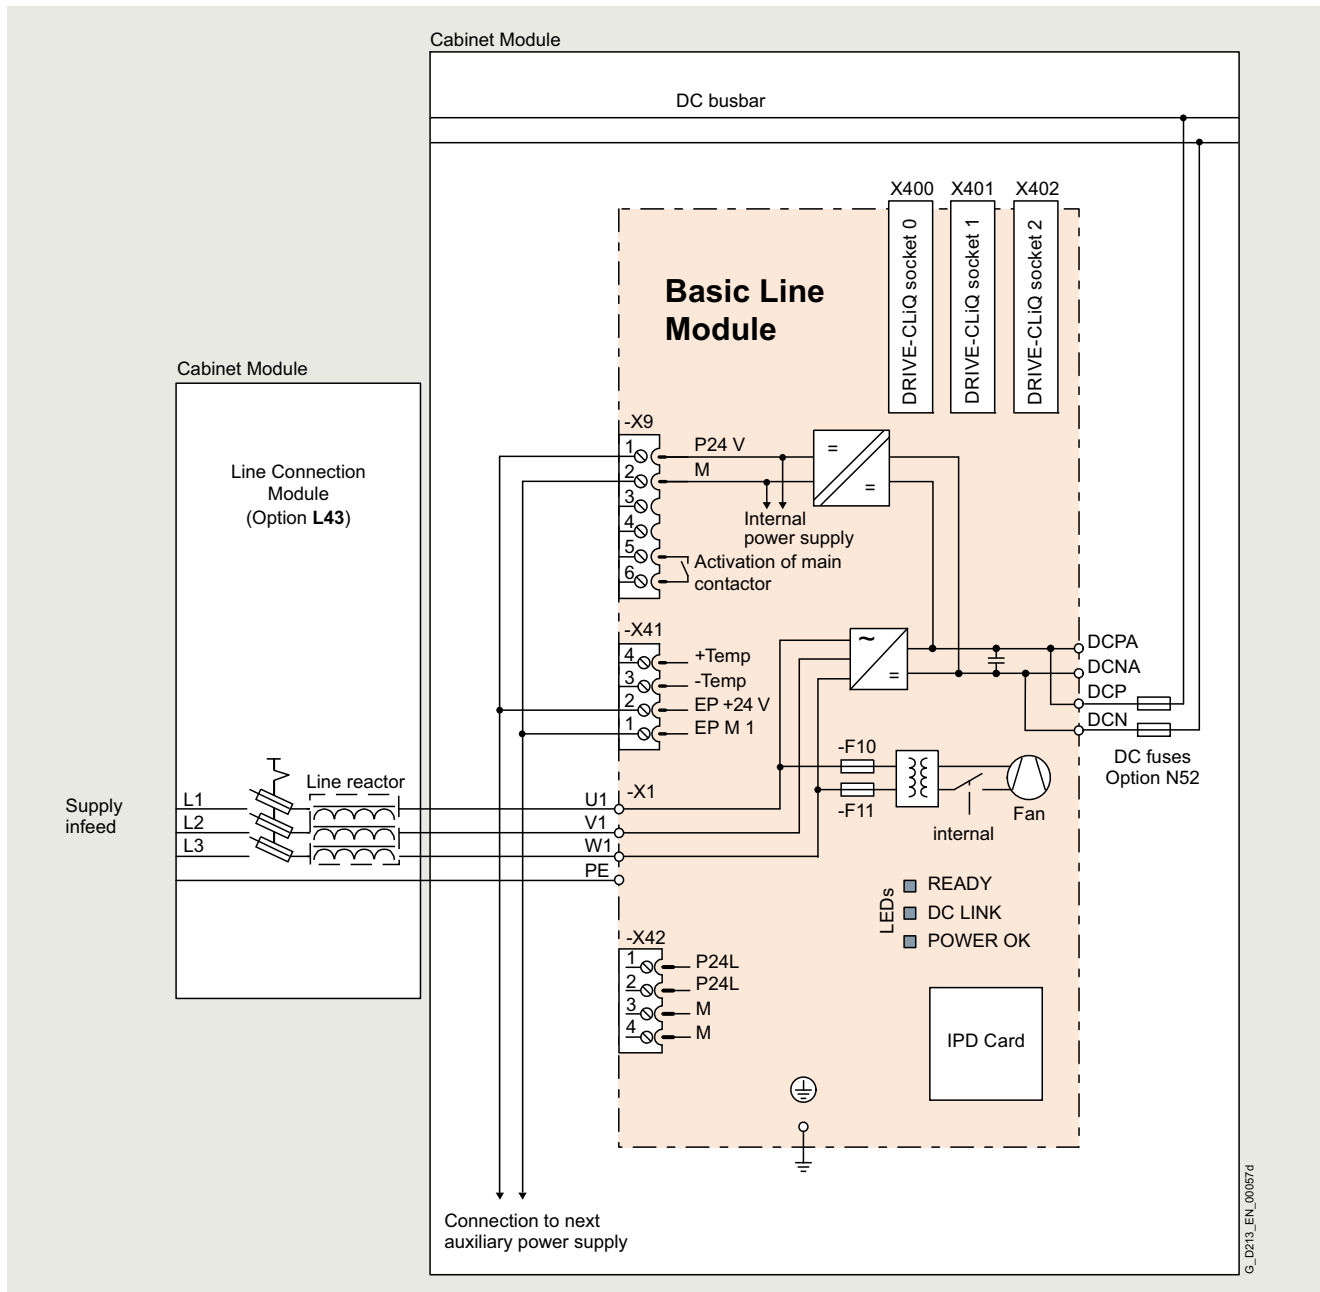 Cabinet Module
DC busbar
X400
X401
X402
DRIVE-CLiQ socket 0
DRIVE-CLiQ socket 1
DRIVE-CLiQ socket 2
Basic Line
Module
Cabinet Module
Line Connection
Module
(Option L43)
-X9
1
2
3
4
5
6
P24 V
M
=
=
Internal
power supply
Activation of main
contactor
-X41
4
3
2
1
+Temp
-Temp
EP +24 V
EP M 1
~
=
DCPA
DCNA
DCP
DCN
DC fuses
Option N52
-F10
-F11
internal
Fan
Supply
infeed
L1
L2
L3
Line reactor
-X1
U1
V1
W1
PE
LEDs
READY
DC LINK
POWER OK
-X42
1
2
3
4
P24L
P24L
M
M
IPD Card
Connection to next
auxiliary power supply
G_D213_EN_00057d